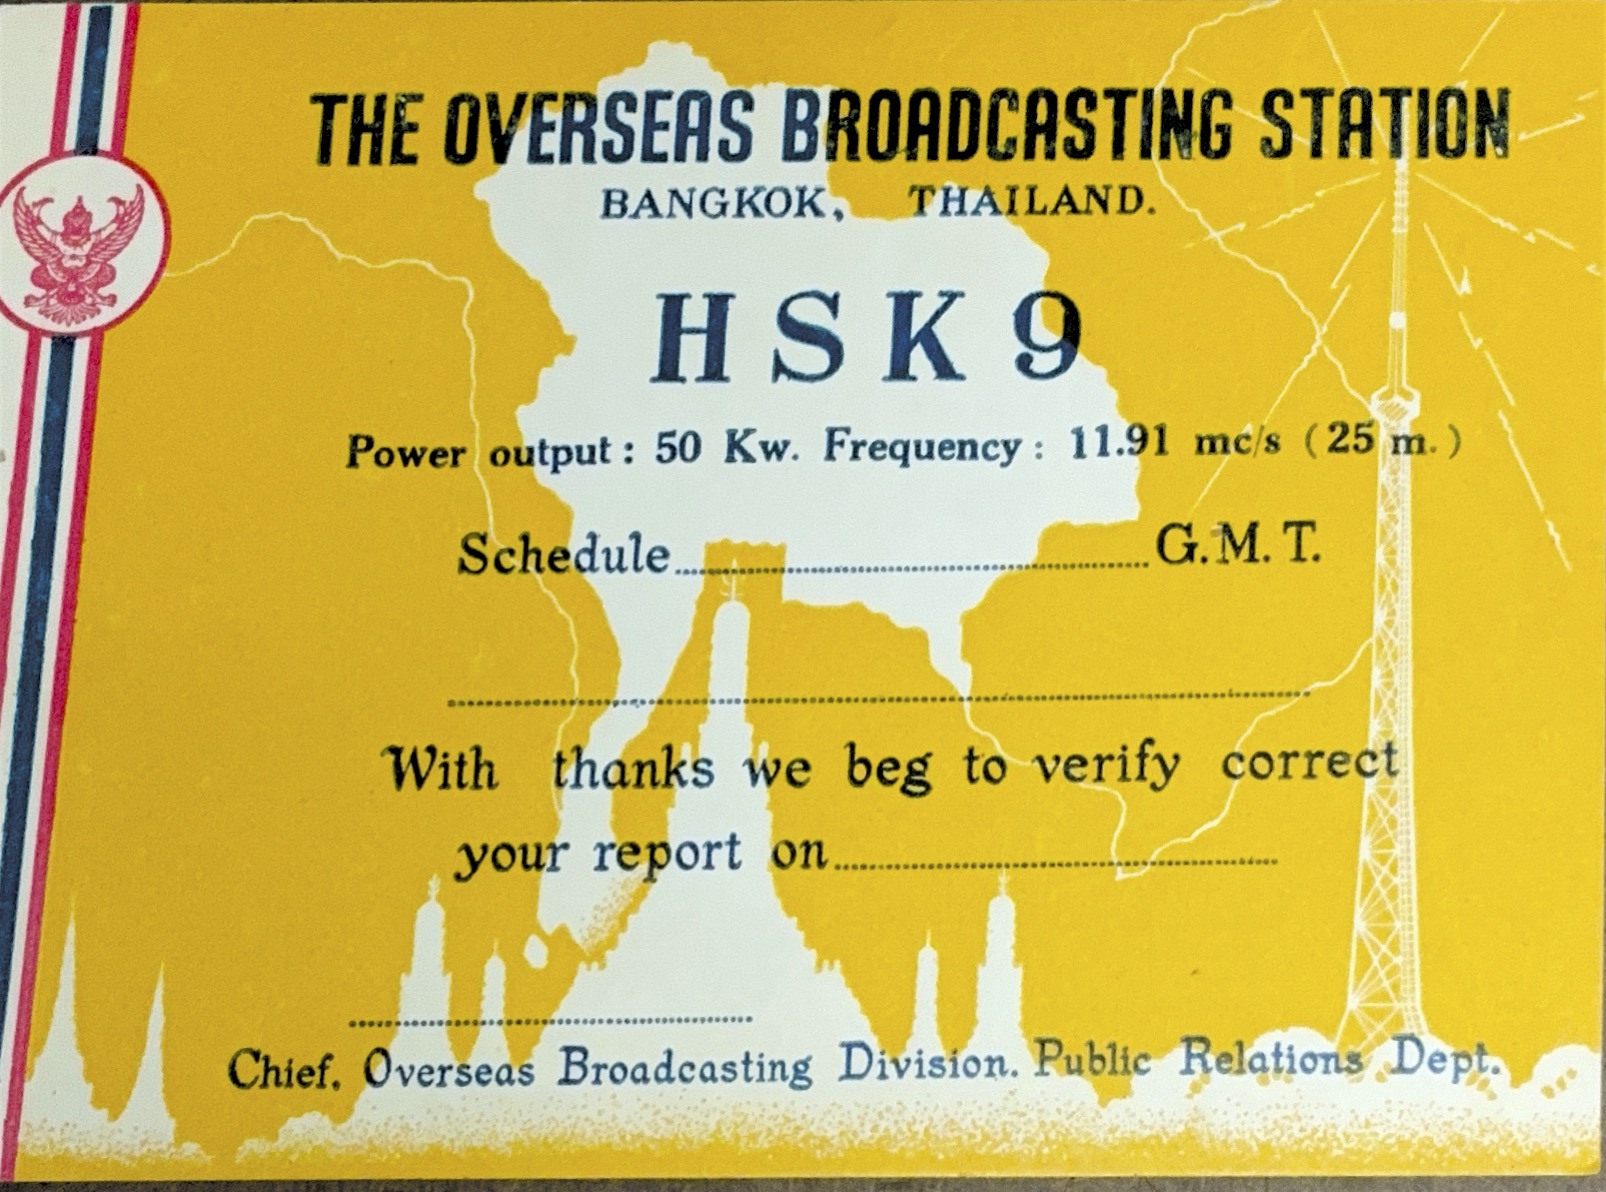 THE OVERSEAS BROADCASTING STATION
BANGKOK, THAILAND.
HSK9
Power output: 50 Kw. Frequency: 11.91 mc/s (25 m.)
Schedule........................................G.M.T.
................................................................................
With thanks we beg to verify correct
your report on........................................
........................................
Chief, Overseas Broadcasting Division. Public Relations Dept.